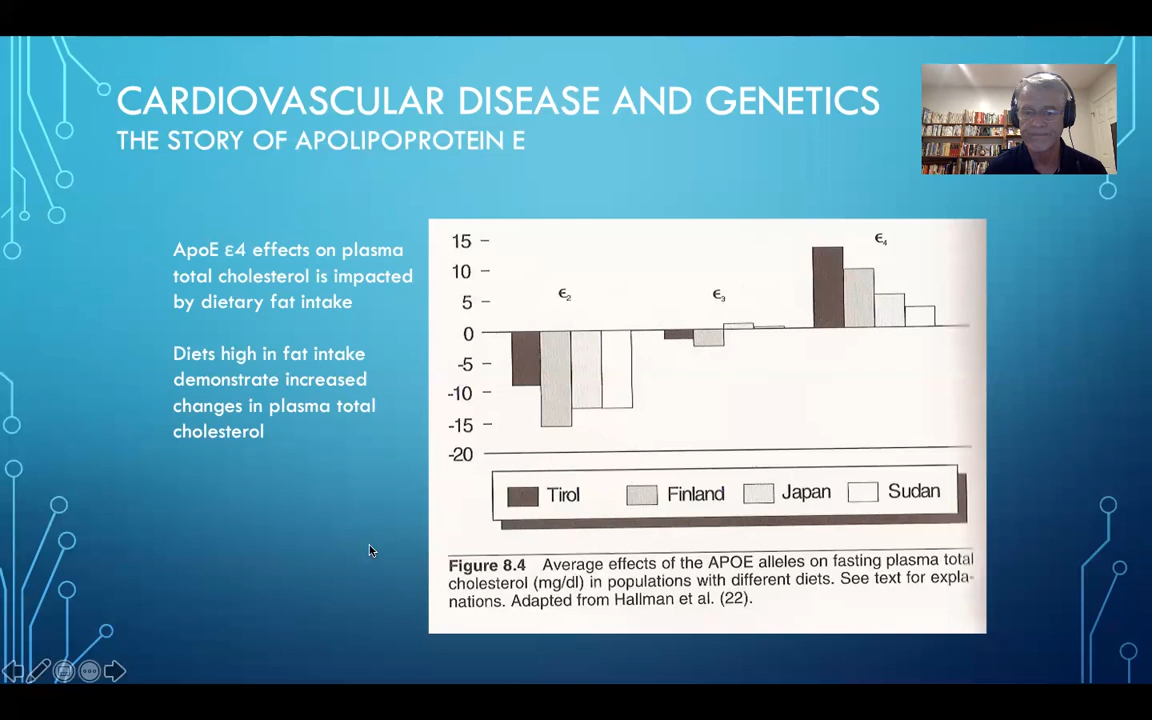 CARDIOVASCULAR DISEASE AND GENETICS
THE STORY OF APOLIPOPROTEIN E
ApoE ε4 effects on plasma
total cholesterol is impacted
by dietary fat intake
Diets high in fat intake
demonstrate increased
changes in plasma total
cholesterol
15
10
5
0
-5
-10
-15
-20
ϵ2
ϵ3
ϵ4
Tirol Finland Japan Sudan
Figure 8.4 Average effects of the APOE alleles on fasting plasma total
cholesterol (mg/dl) in populations with different diets. See text for expla-
nations. Adapted from Hallman et al. (22).